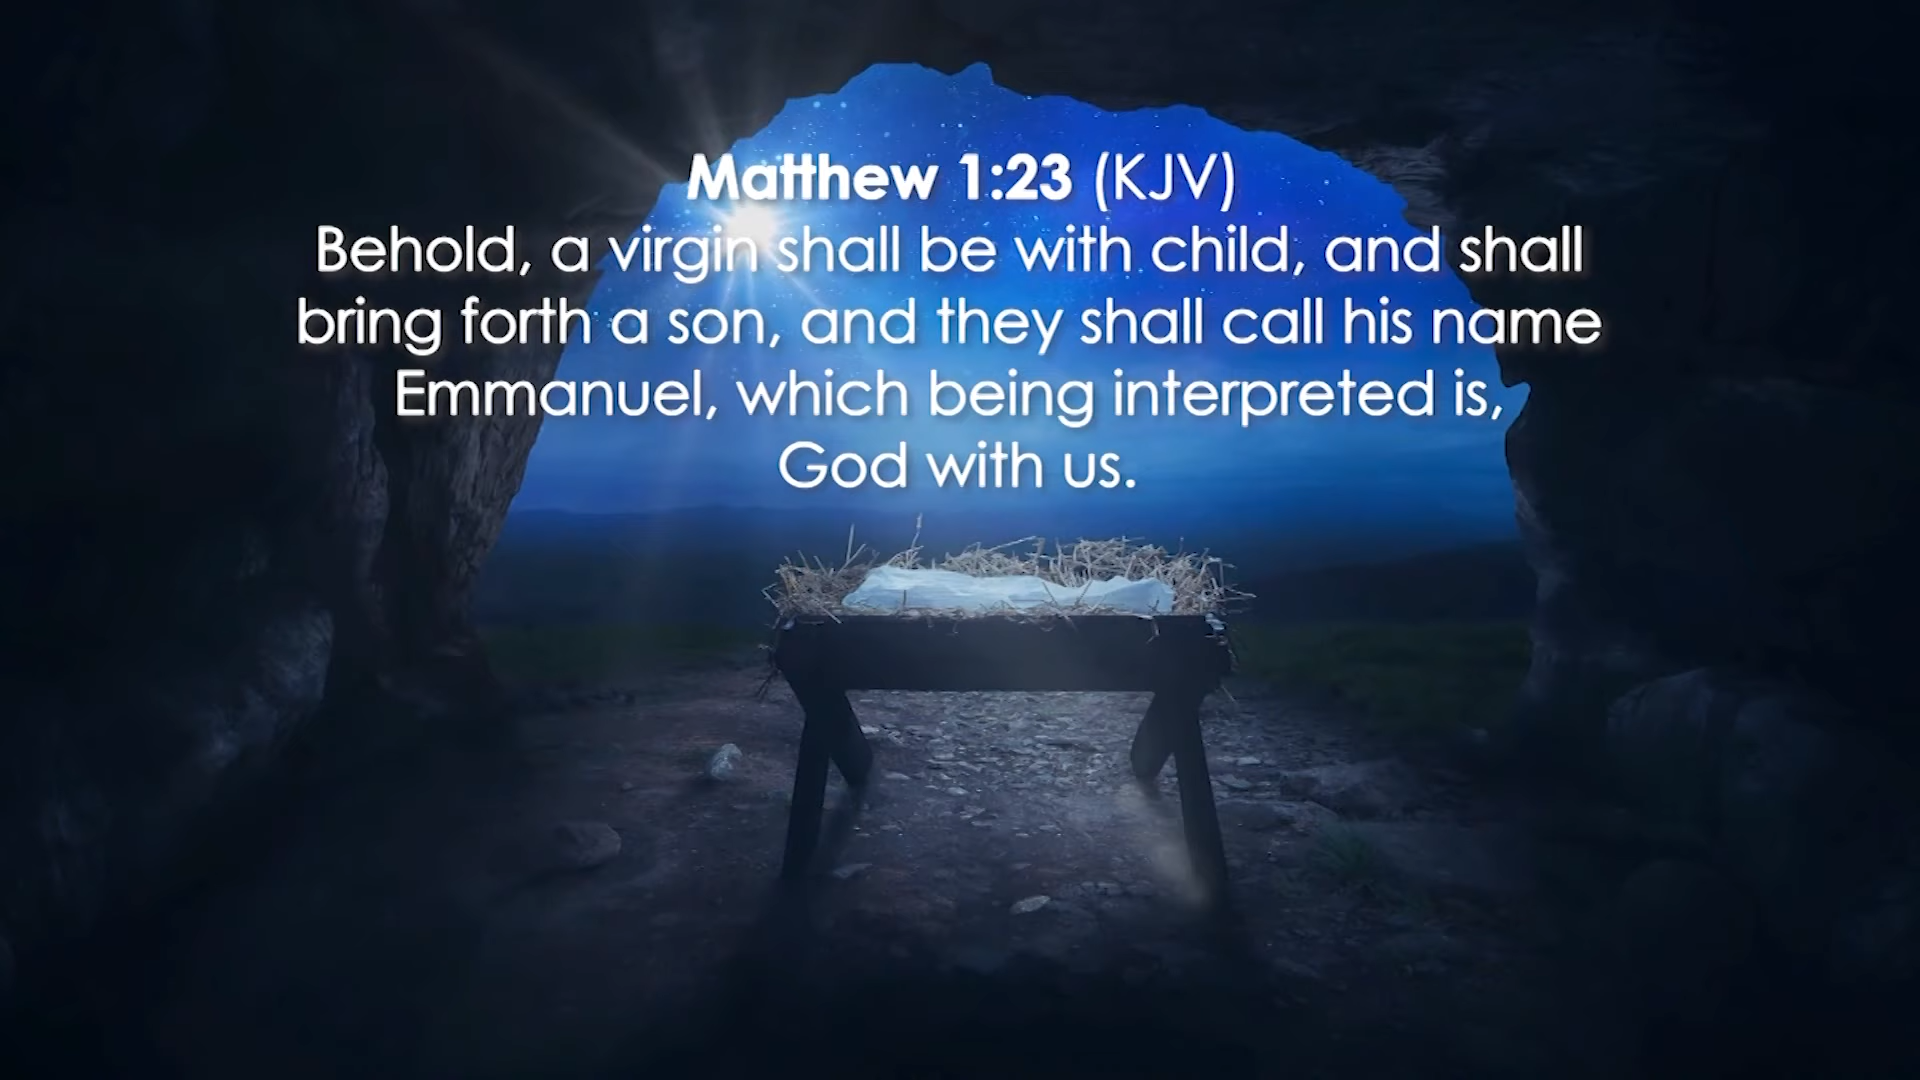 Matthew 1:23 (KJV)
Behold, a virgin shall be with child, and shall
bring forth a son, and they shall call his name
Emmanuel, which being interpreted is,
God with us.